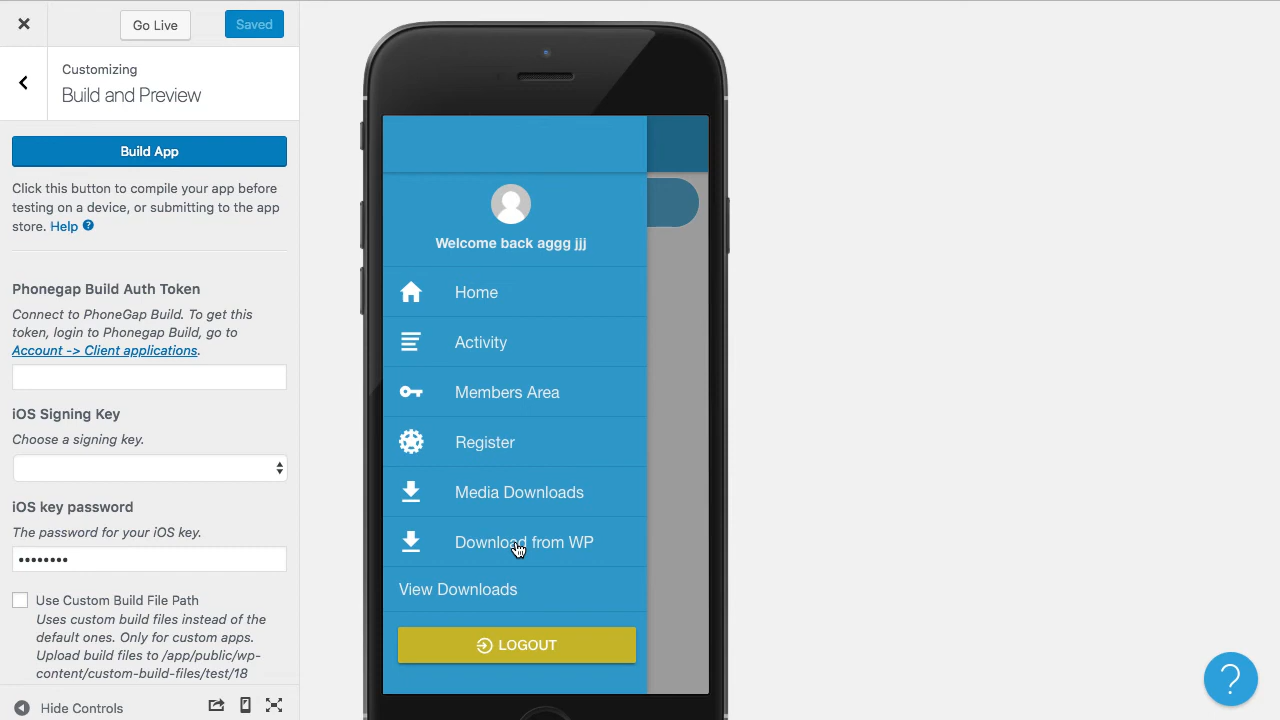 Go Live
Saved
Customizing
Build and Preview
Build App
Click this button to compile your app before
testing on a device, or submitting to the app
store. Help ?
Phonegap Build Auth Token
Connect to PhoneGap Build. To get this
token, login to Phonegap Build, go to
Account -> Client applications.
iOS Signing Key
Choose a signing key.
iOS key password
The password for your iOS key.
Use Custom Build File Path
Uses custom build files instead of the
default ones. Only for custom apps.
Upload build files to /app/public/wp-
content/custom-build-files/test/18
Hide Controls
Welcome back aggg jjj
Home
Activity
Members Area
Register
Media Downloads
Download from WP
View Downloads
LOGOUT
?